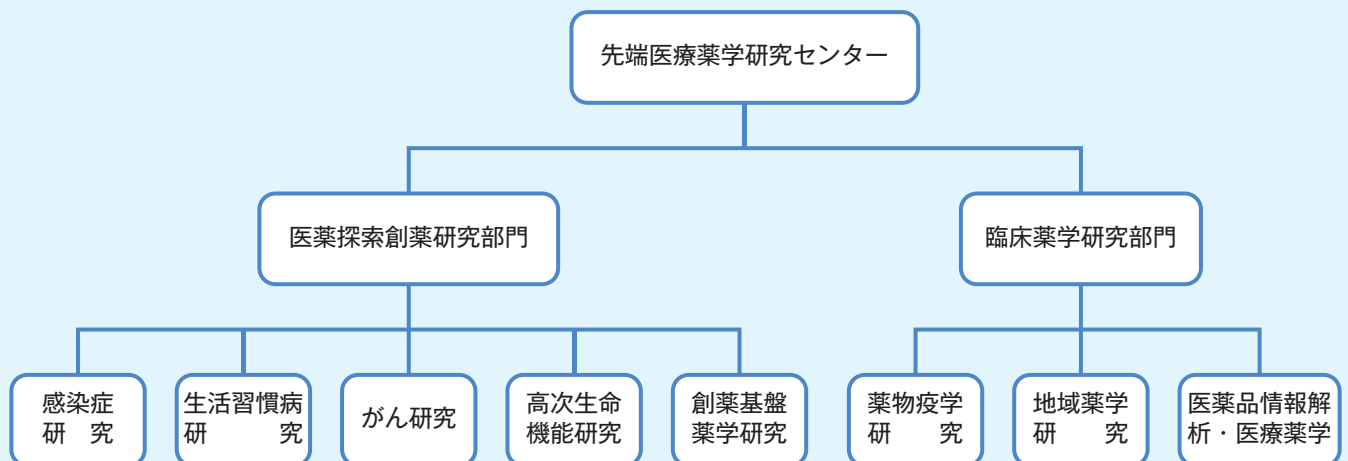 先端医療薬学研究センター
医薬探索創薬研究部門
臨床薬学研究部門
感染症
研　究
生活習慣病
研　　　究
がん研究
高次生命
機能研究
創薬基盤
薬学研究
薬物疫学
研　　究
地域薬学
研　　究
医薬品情報解
析・医療薬学